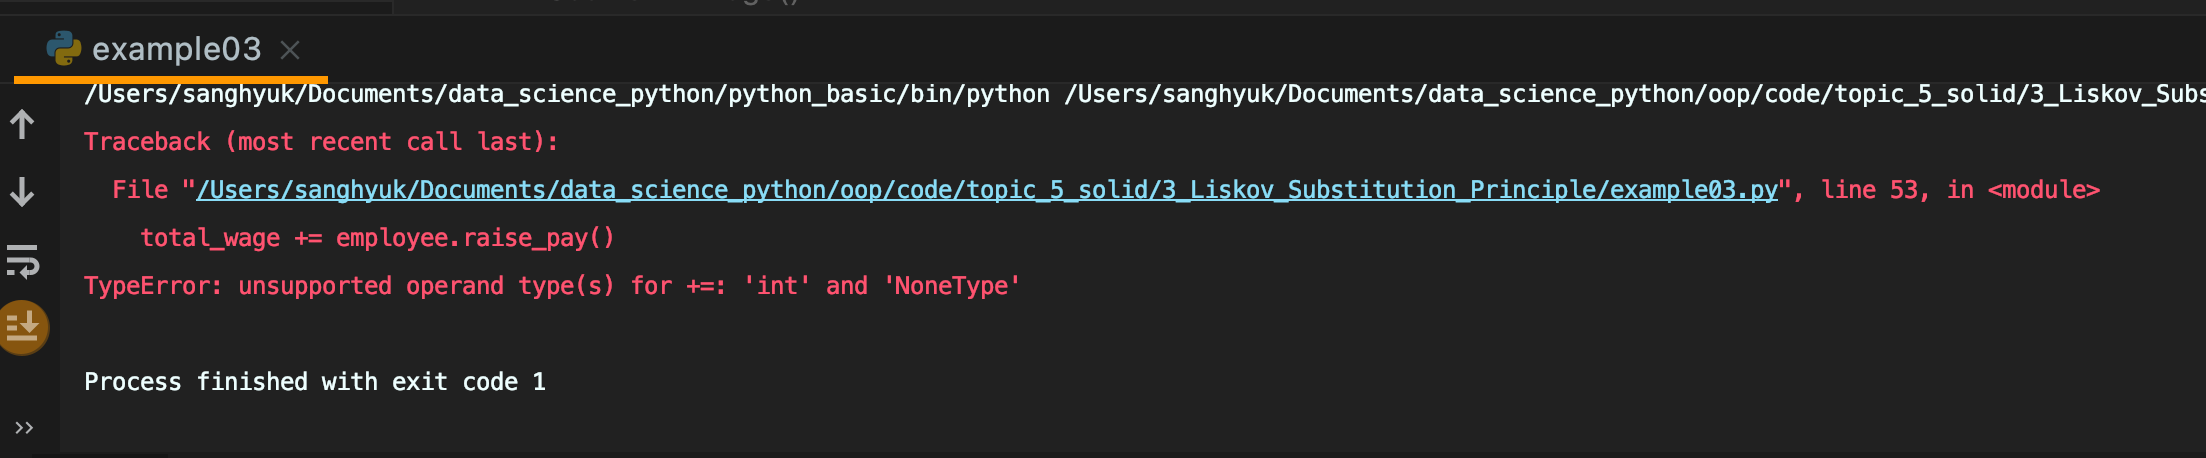 example03
/Users/sanghyuk/Documents/data_science_python/python_basic/bin/python /Users/sanghyuk/Documents/data_science_python/oop/code/topic_5_solid/3_Liskov_Subs
Traceback (most recent call last):
File "/Users/sanghyuk/Documents/data_science_python/oop/code/topic_5_solid/3_Liskov_Substitution_Principle/example03.py", line 53, in <module>
total_wage += employee.raise_pay()
TypeError: unsupported operand type(s) for +=: 'int' and 'NoneType'
Process finished with exit code 1